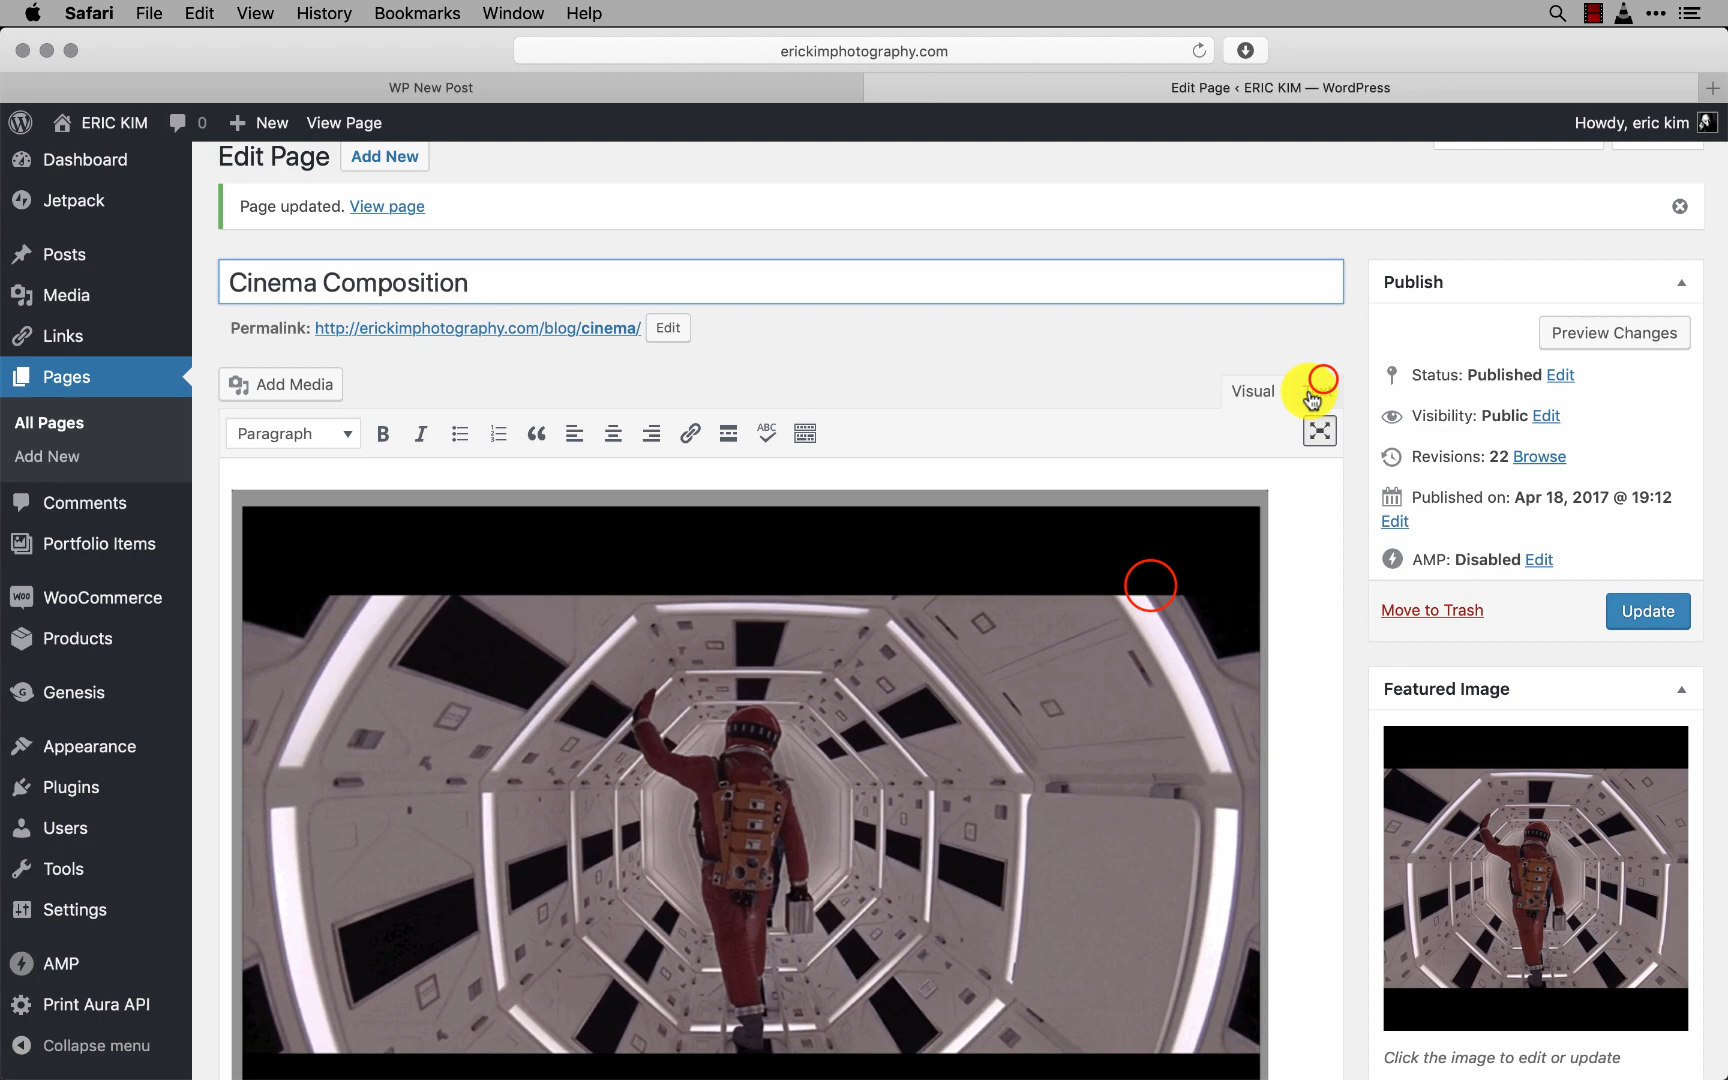 Safari File Edit View History Bookmarks Window Help
erickimphotography.com
WP New Post
Edit Page ‹ ERIC KIM — WordPress
ERIC KIM 0 New View Page
Howdy, eric kim
Dashboard
Jetpack
Posts
Media
Links
Pages
All Pages
Add New
Comments
Portfolio Items
WOO WooCommerce
Products
Genesis
Appearance
Plugins
Users
Tools
Settings
AMP
Print Aura API
Collapse menu
Edit Page Add New
Page updated. View page
Cinema Composition
Permalink: http://erickimphotography.com/blog/cinema/ Edit
Add Media
Visual
Paragraph B I ABC
Publish
Preview Changes
Status: Published Edit
Visibility: Public Edit
Revisions: 22 Browse
Published on: Apr 18, 2017 @ 19:12
Edit
AMP: Disabled Edit
Move to Trash Update
Featured Image
Click the image to edit or update